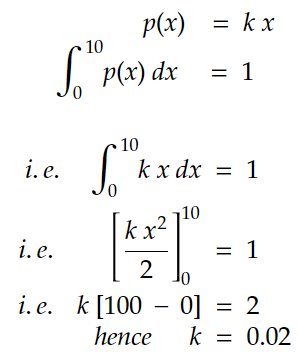 p(x) = k x
∫₀¹⁰ p(x) dx = 1
i.e. ∫₀¹⁰ k x dx = 1
i.e. [k x²/2]₀¹⁰ = 1
i.e. k [100 − 0] = 2
hence k = 0.02